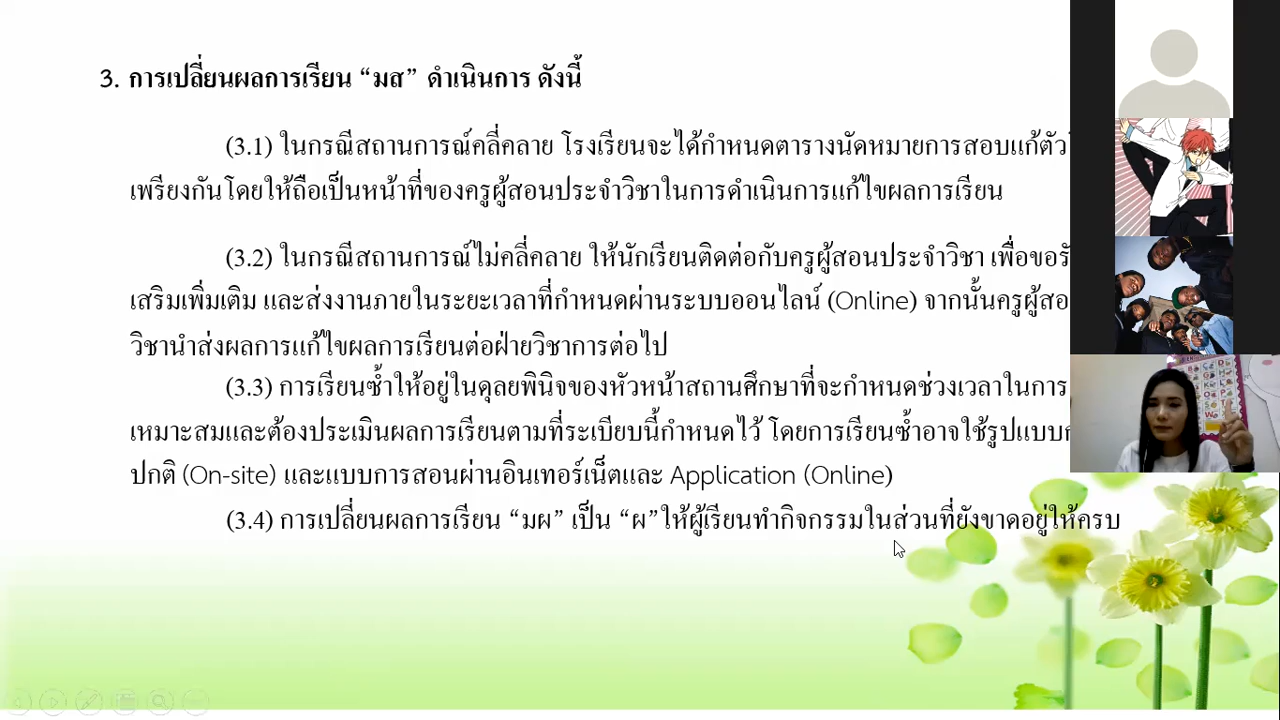 3. การเปลี่ยนผลการเรียน “มส” ดำเนินการ ดังนี้
(3.1) ในกรณีสถานการณ์คลี่คลาย โรงเรียนจะได้กำหนดตารางนัดหมายการสอบแก้ตัว
เพรียงกันโดยให้ถือเป็นหน้าที่ของครูผู้สอนประจำวิชาในการดำเนินการแก้ไขผลการเรียน
(3.2) ในกรณีสถานการณ์ไม่คลี่คลาย ให้นักเรียนติดต่อกับครูผู้สอนประจำวิชา เพื่อขอรั
เสริมเพิ่มเติม และส่งงานภายในระยะเวลาที่กำหนดผ่านระบบออนไลน์ (Online) จากนั้นครูผู้สอ
วิชานำส่งผลการแก้ไขผลการเรียนต่อฝ่ายวิชาการต่อไป
(3.3) การเรียนซ้ำให้อยู่ในดุลยพินิจของหัวหน้าสถานศึกษาที่จะกำหนดช่วงเวลาในการ
เหมาะสมและต้องประเมินผลการเรียนตามที่ระเบียบนี้กำหนดไว้ โดยการเรียนซ้ำอาจใช้รูปแบบ
ปกติ (On-site) และแบบการสอนผ่านอินเทอร์เน็ตและ Application (Online)
(3.4) การเปลี่ยนผลการเรียน “มผ” เป็น “ผ”ให้ผู้เรียนทำกิจกรรมในส่วนที่ยังขาดอยู่ให้ครบ